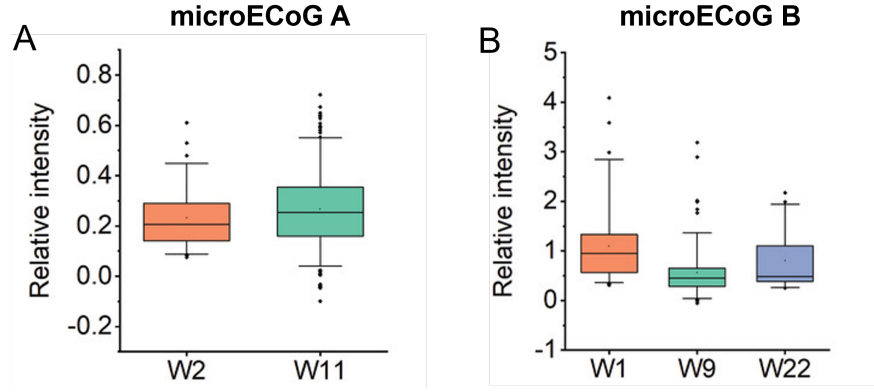 microECoG A
A
Relative intensity
0.8
0.6
0.4
0.2
0.0
-0.2
W2 W11
microECoG B
B
Relative intensity
5
4
3
2
1
0
-1
W1 W9 W22